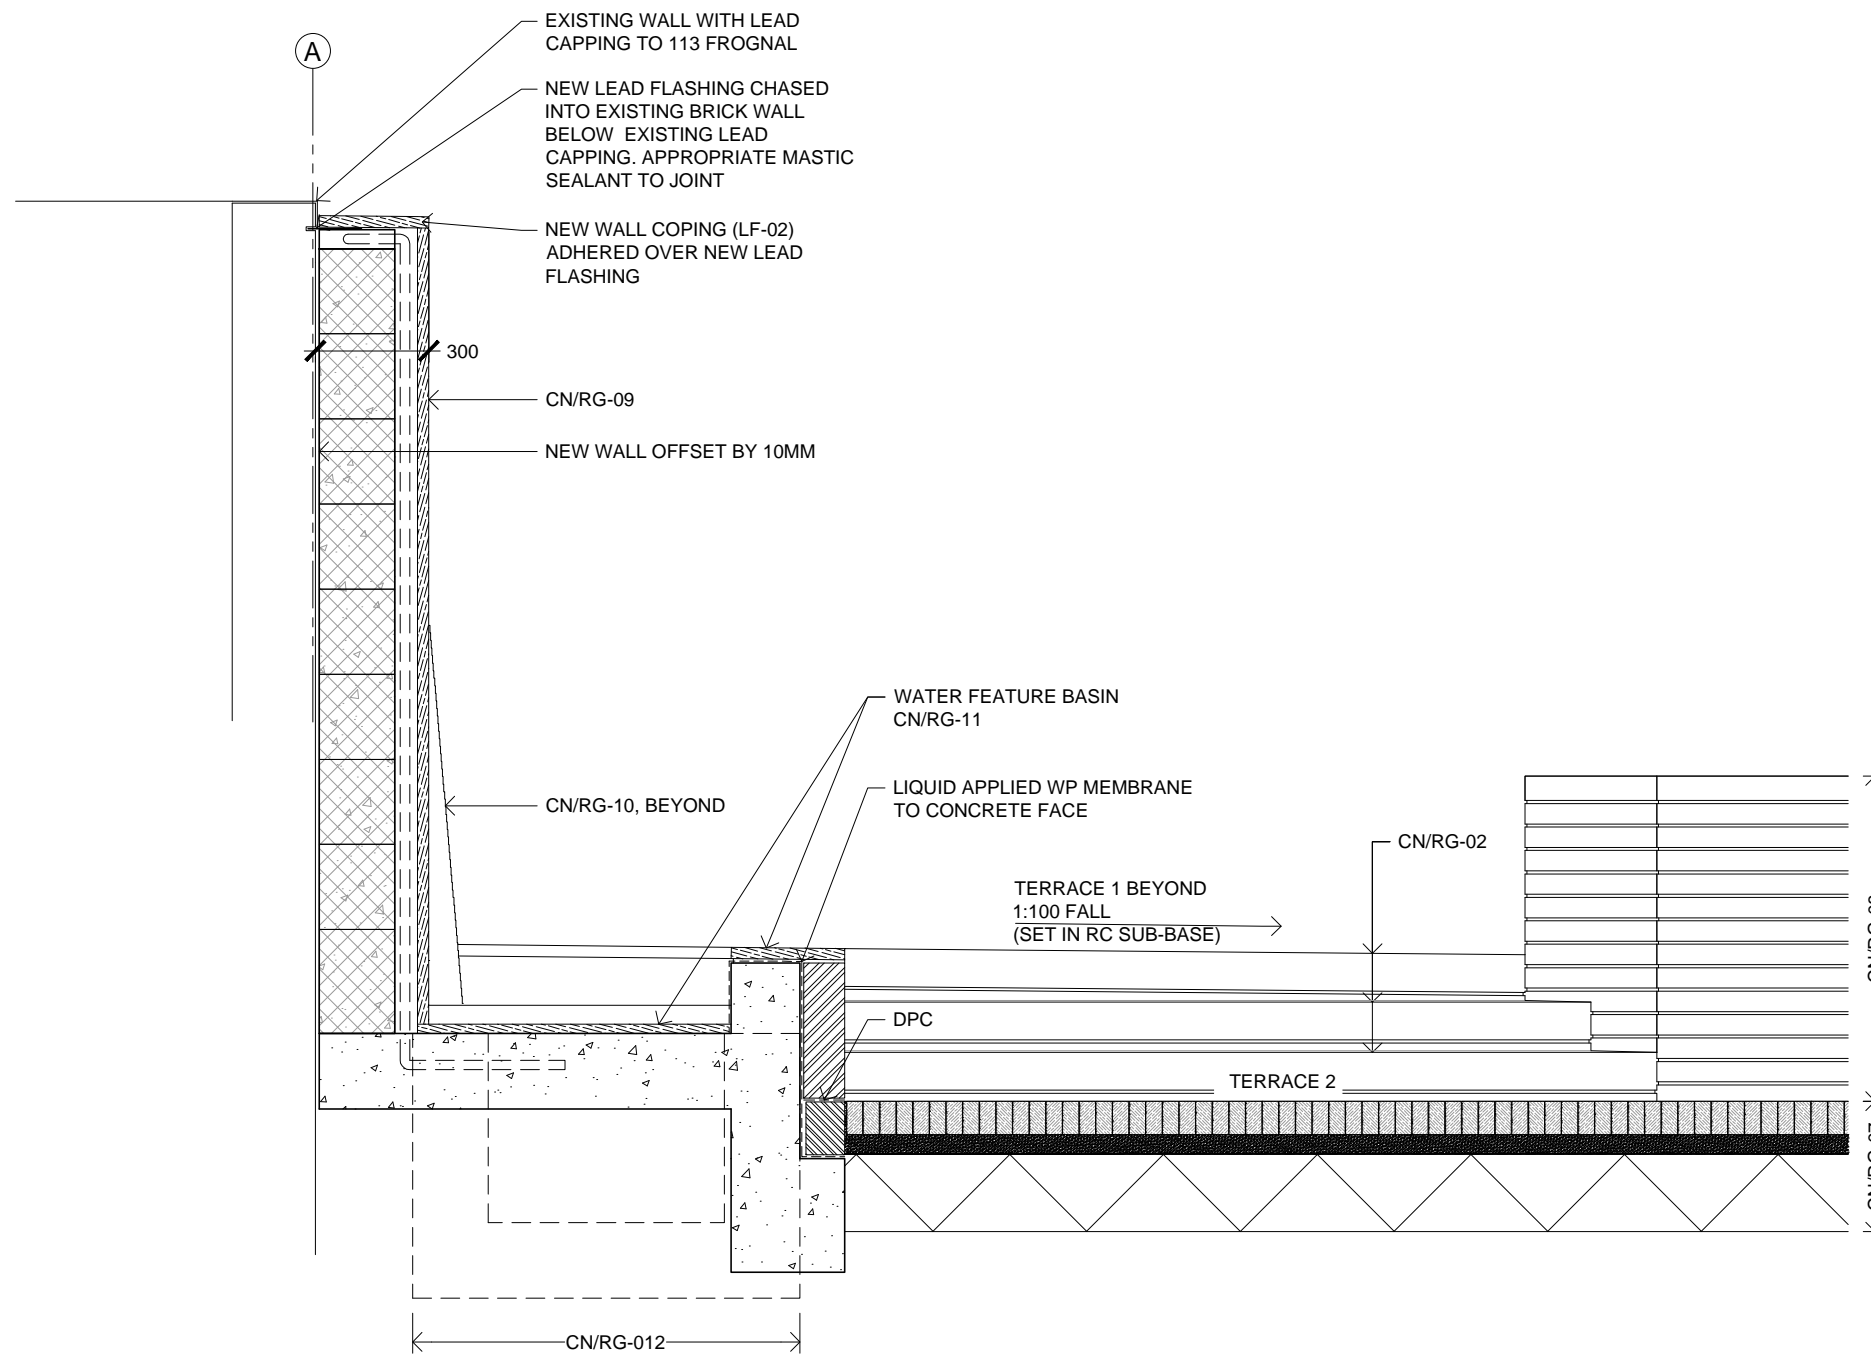 A
EXISTING WALL WITH LEAD
CAPPING TO 113 FROGNAL
NEW LEAD FLASHING CHASED
INTO EXISTING BRICK WALL
BELOW EXISTING LEAD
CAPPING. APPROPRIATE MASTIC
SEALANT TO JOINT
NEW WALL COPING (LF-02)
ADHERED OVER NEW LEAD
FLASHING
300
CN/RG-09
NEW WALL OFFSET BY 10MM
WATER FEATURE BASIN
CN/RG-11
LIQUID APPLIED WP MEMBRANE
TO CONCRETE FACE
CN/RG-10, BEYOND
CN/RG-02
TERRACE 1 BEYOND
1:100 FALL
(SET IN RC SUB-BASE)
DPC
TERRACE 2
CN/RG-012